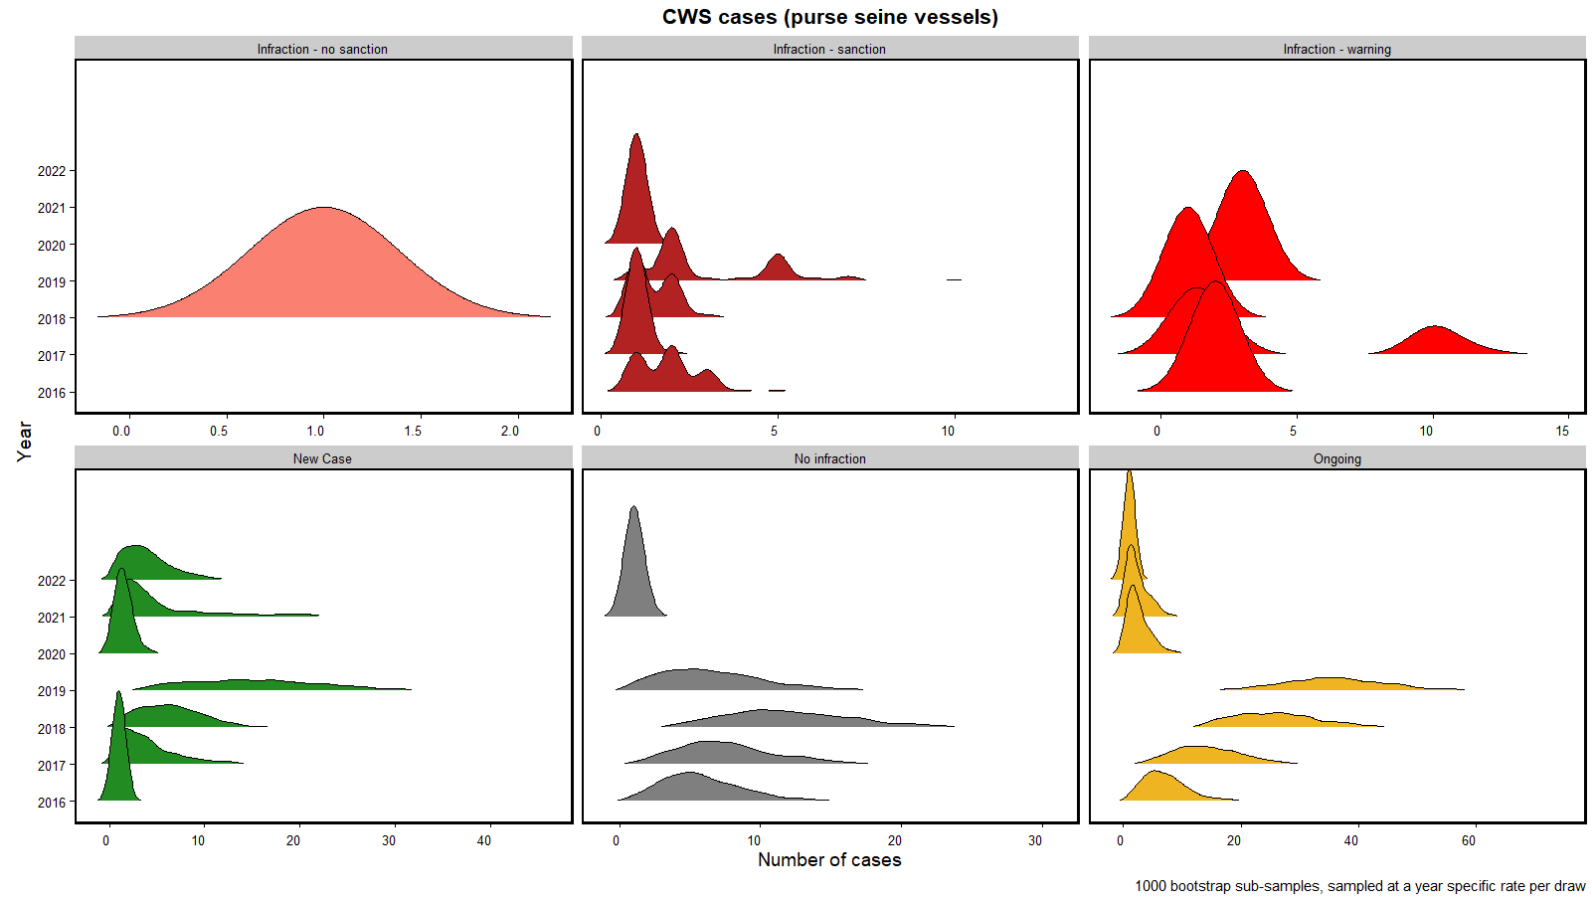 CWS cases (purse seine vessels)
Infraction - no sanction
Infraction - sanction
Infraction - warning
2022
2021
2020
2019
2018
2017
2016
0.0 0.5 1.0 1.5 2.0
0 5 10
0 5 10 15
Year
New Case
No infraction
Ongoing
2022
2021
2020
2019
2018
2017
2016
0 10 20 30 40
0 10 20 30
0 20 40 60
Number of cases
1000 bootstrap sub-samples, sampled at a year specific rate per draw